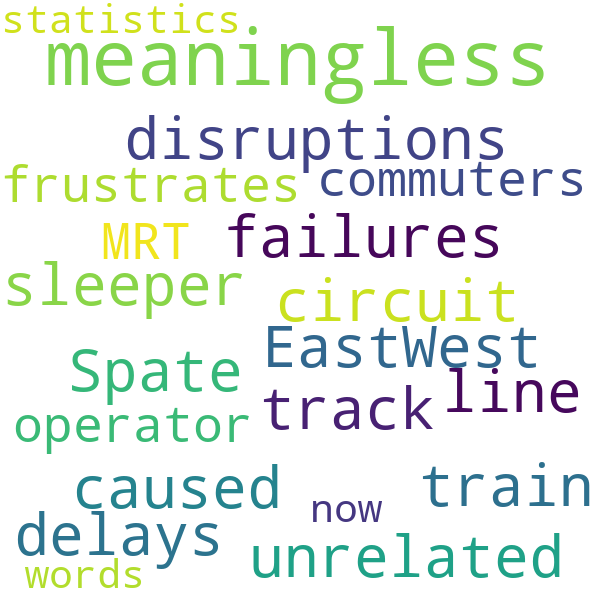 statistics
meaningless
disruptions
frustrates commuters
MRT failures
sleeper circuit
EastWest
Spate line
track
operator
caused train
now
delays unrelated
words